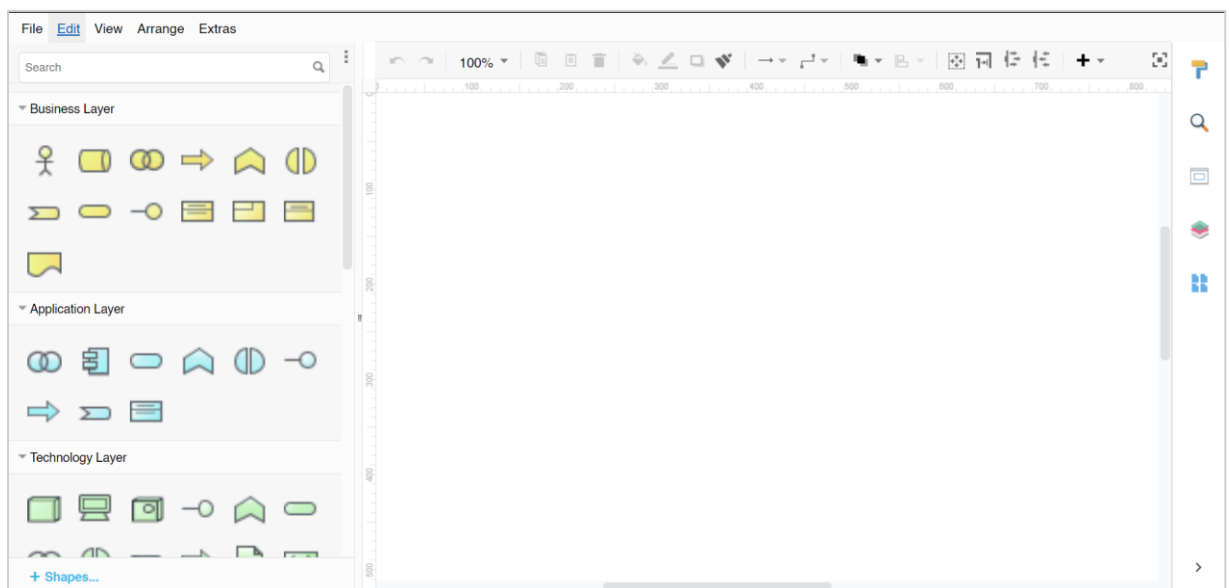 File Edit View Arrange Extras
Search
100%
100 200 300 400 500 600 700 800
0
Business Layer
100
200
Application Layer
300
Technology Layer
400
500
+ Shapes...